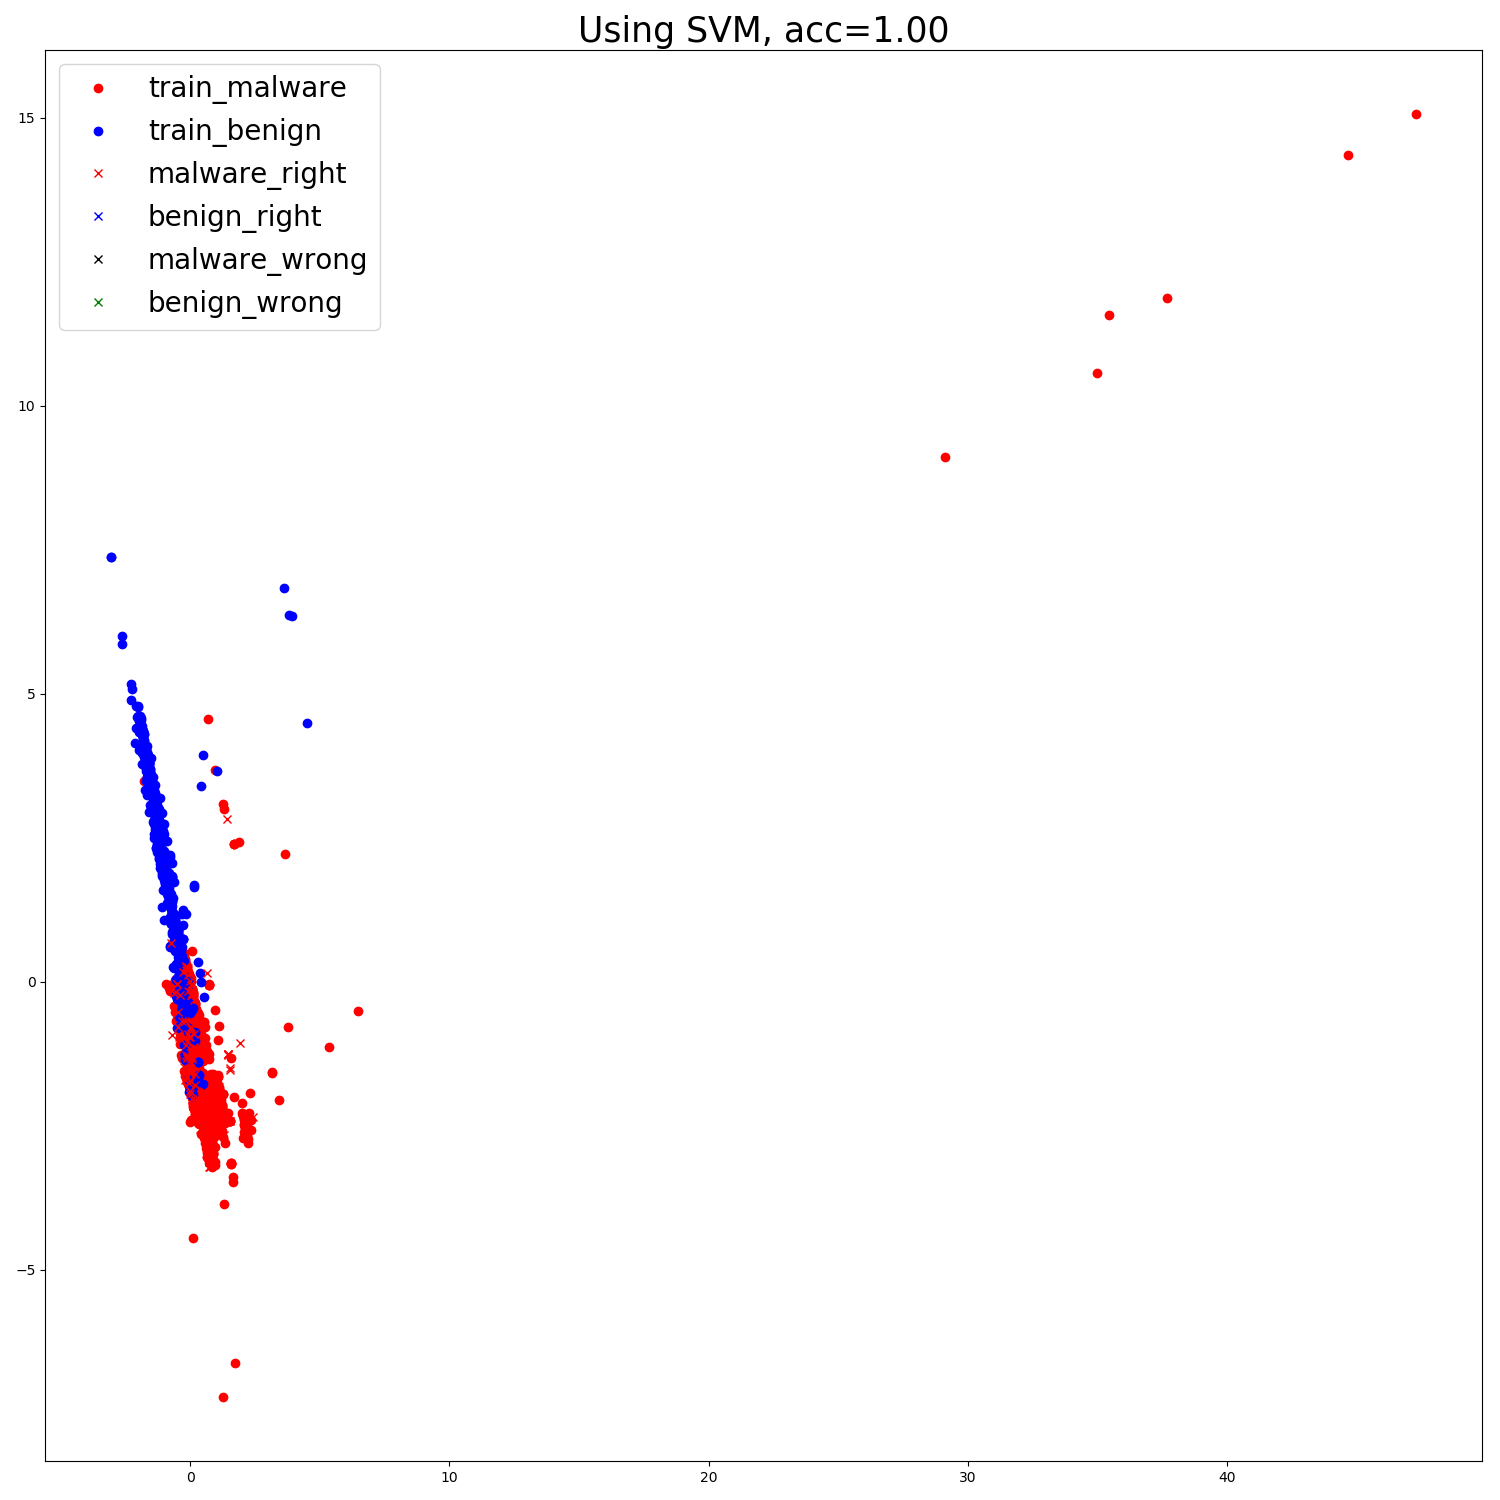 Using SVM, acc=1.00
train_malware
train_benign
malware_right
benign_right
malware_wrong
benign_wrong
15
10
5
0
−5
0
10
20
30
40